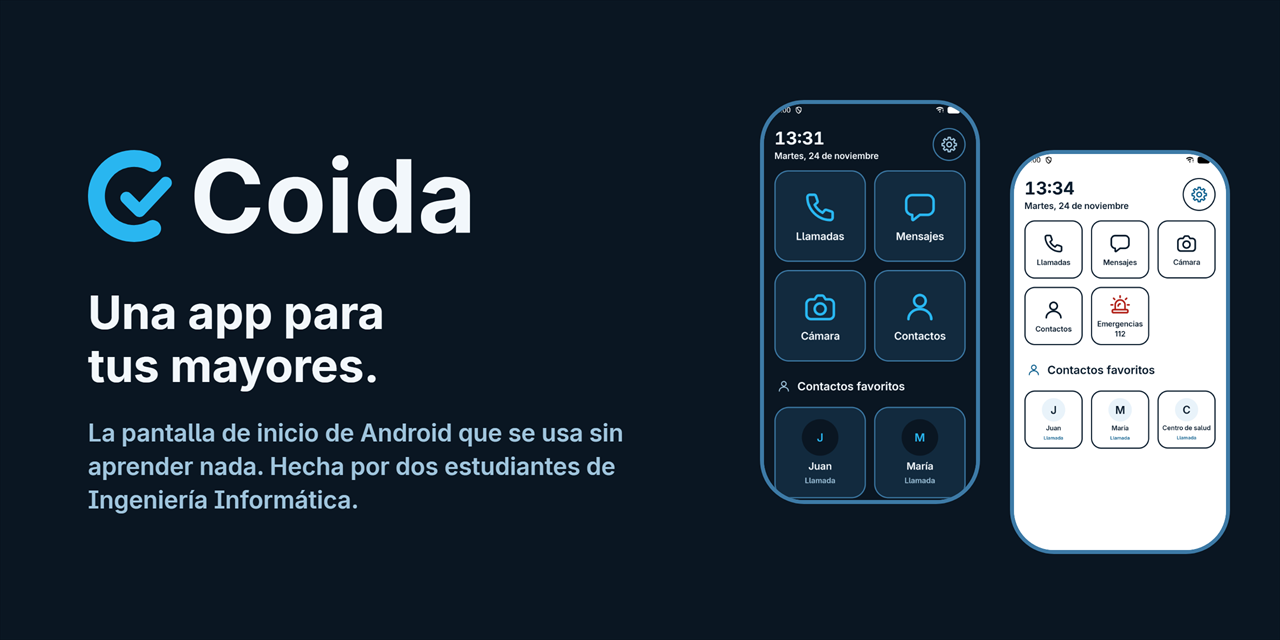 Coida
Una app para
tus mayores.
La pantalla de inicio de Android que se usa sin
aprender nada. Hecha por dos estudiantes de
Ingeniería Informática.
13:31
Martes, 24 de noviembre
Llamadas
Mensajes
Cámara
Contactos
Contactos favoritos
J
M
Juan
María
Llamada
Llamada
13:34
Martes, 24 de noviembre
Llamadas
Mensajes
Cámara
Contactos
Emergencias
112
Contactos favoritos
J
M
C
Juan
Maria
Centro de salud
Llamada
Llamada
Llamada